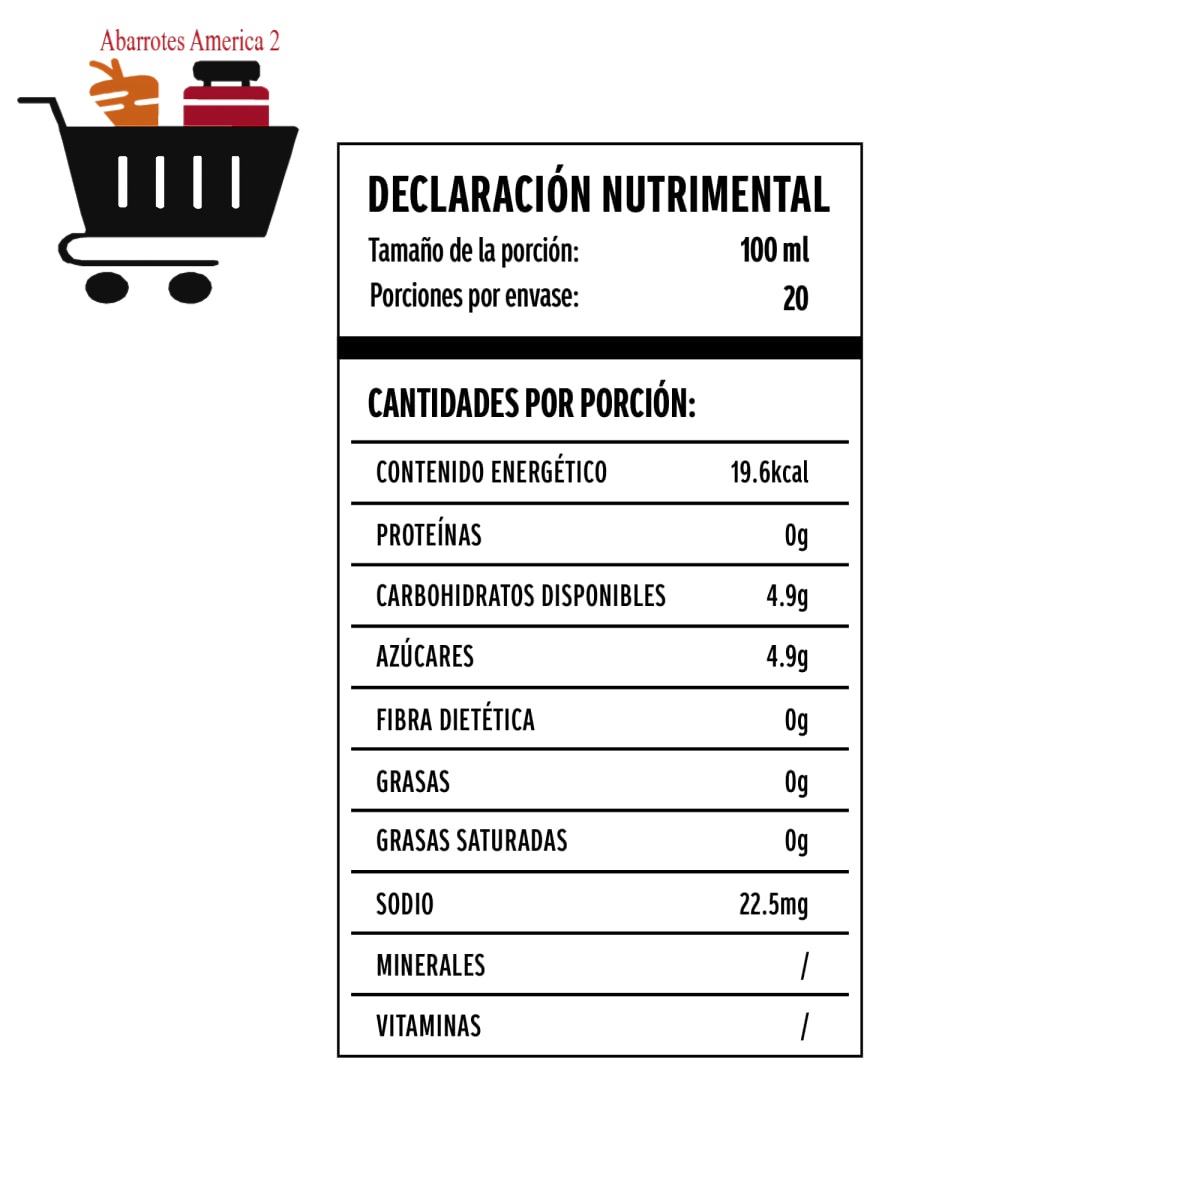 Abarrotes America 2
DECLARACIÓN NUTRIMENTAL
Tamaño de la porción: 100 ml
Porciones por envase: 20
CANTIDADES POR PORCIÓN:
CONTENIDO ENERGÉTICO 19.6kcal
PROTEÍNAS 0g
CARBOHIDRATOS DISPONIBLES 4.9g
AZÚCARES 4.9g
FIBRA DIETÉTICA 0g
GRASAS 0g
GRASAS SATURADAS 0g
SODIO 22.5mg
MINERALES /
VITAMINAS /